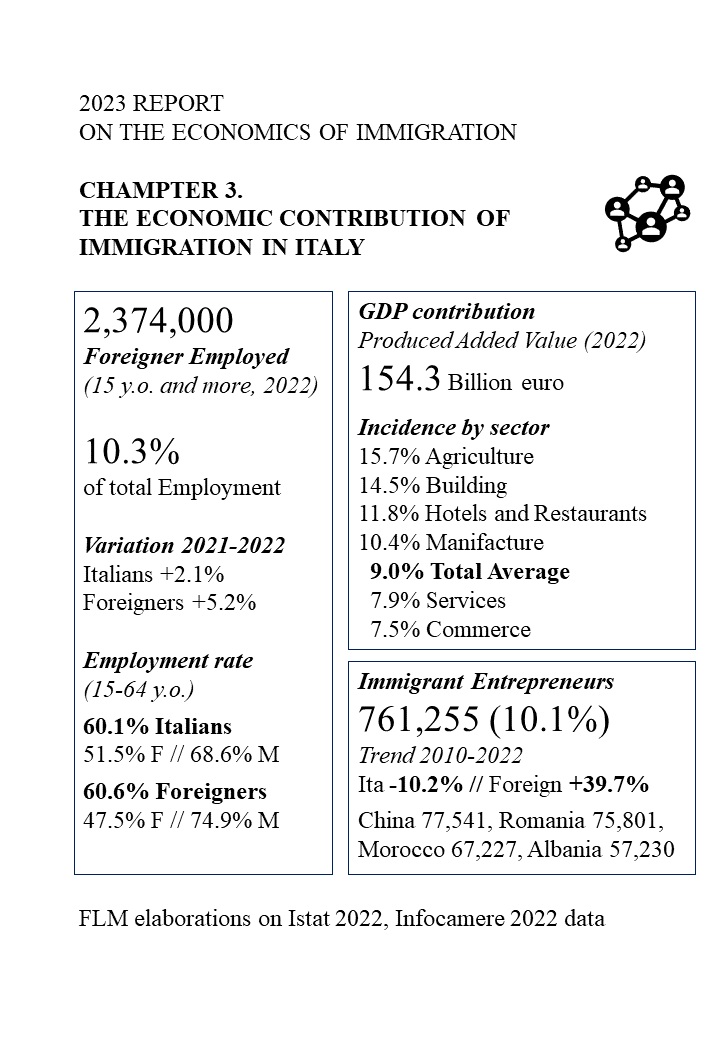 2023 REPORT
ON THE ECONOMICS OF IMMIGRATION
CHAMPTER 3.
THE ECONOMIC CONTRIBUTION OF
IMMIGRATION IN ITALY
2,374,000
Foreigner Employed
(15 y.o. and more, 2022)
10.3%
of total Employment
Variation 2021-2022
Italians +2.1%
Foreigners +5.2%
Employment rate
(15-64 y.o.)
60.1% Italians
51.5% F // 68.6% M
60.6% Foreigners
47.5% F // 74.9% M
GDP contribution
Produced Added Value (2022)
154.3 Billion euro
Incidence by sector
15.7% Agriculture
14.5% Building
11.8% Hotels and Restaurants
10.4% Manifacture
9.0% Total Average
7.9% Services
7.5% Commerce
Immigrant Entrepreneurs
761,255 (10.1%)
Trend 2010-2022
Ita -10.2% // Foreign +39.7%
China 77,541, Romania 75,801,
Morocco 67,227, Albania 57,230
FLM elaborations on Istat 2022, Infocamere 2022 data